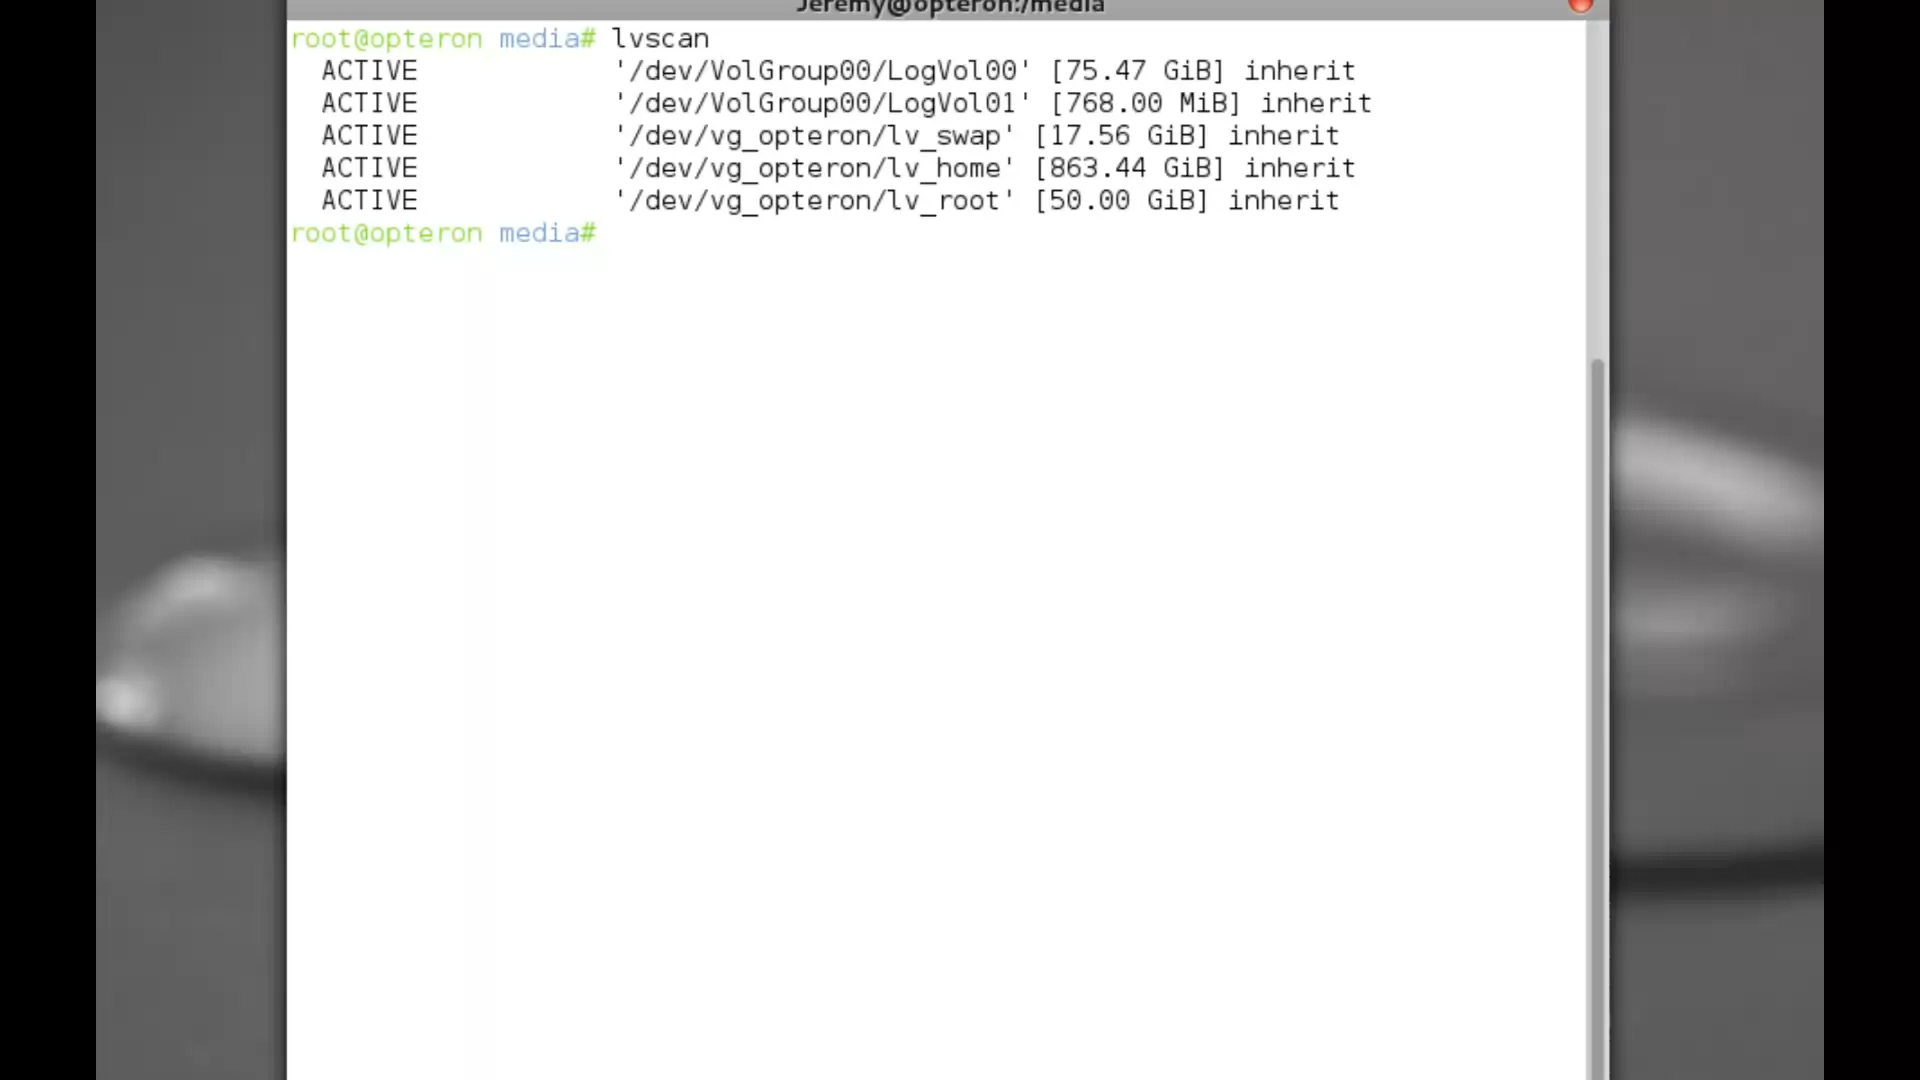 Jeremy@opteron:/media
root@opteron media# lvscan
ACTIVE '/dev/VolGroup00/LogVol00' [75.47 GiB] inherit
ACTIVE '/dev/VolGroup00/LogVol01' [768.00 MiB] inherit
ACTIVE '/dev/vg_opteron/lv_swap' [17.56 GiB] inherit
ACTIVE '/dev/vg_opteron/lv_home' [863.44 GiB] inherit
ACTIVE '/dev/vg_opteron/lv_root' [50.00 GiB] inherit
root@opteron media#